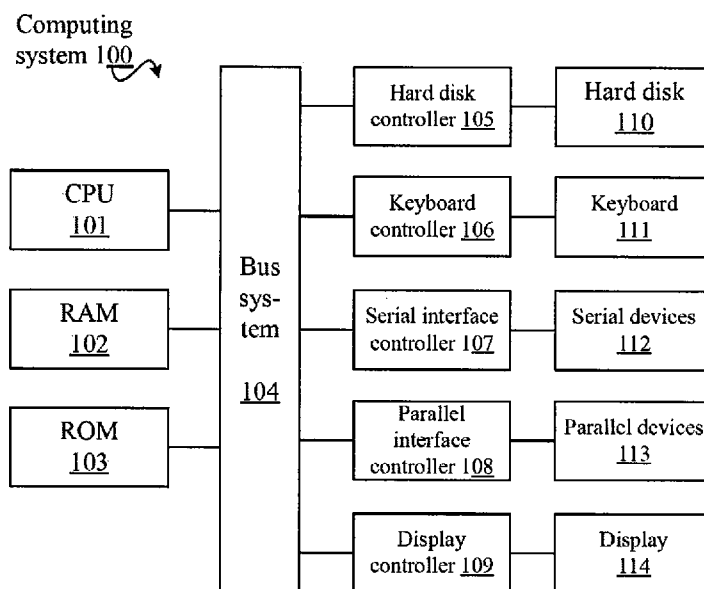 Computing
system 100
CPU
101
RAM
102
ROM
103
Bus
sys-
tem
104
Hard disk
controller 105
Hard disk
110
Keyboard
controller 106
Keyboard
111
Serial interface
controller 107
Serial devices
112
Parallel
interface
controller 108
Parallel devices
113
Display
controller 109
Display
114